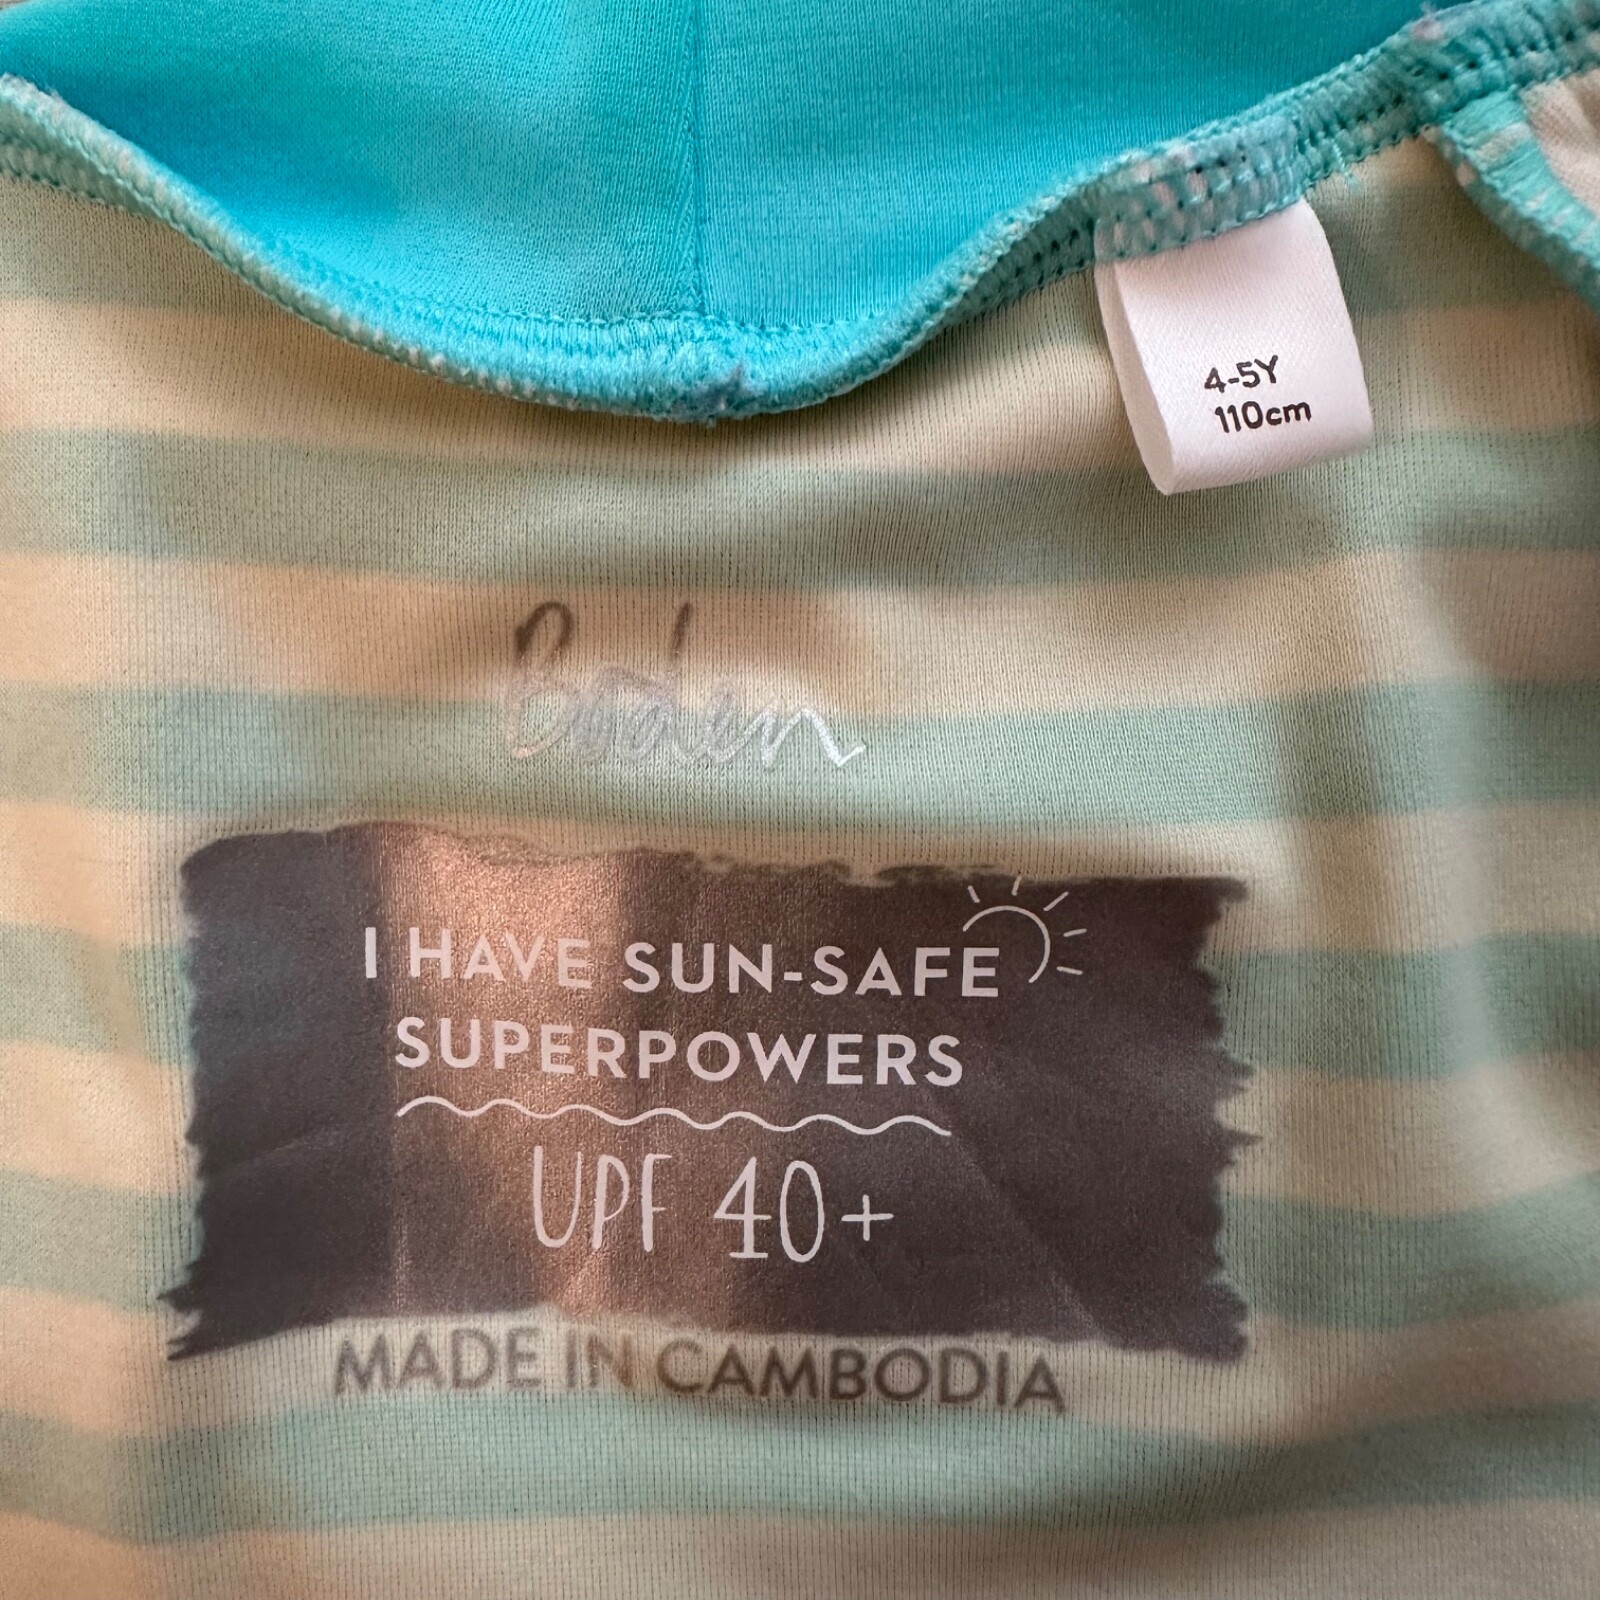 4-5Y
110cm
Boden
I HAVE SUN-SAFE
SUPERPOWERS
UPF 40+
MADE IN CAMBODIA